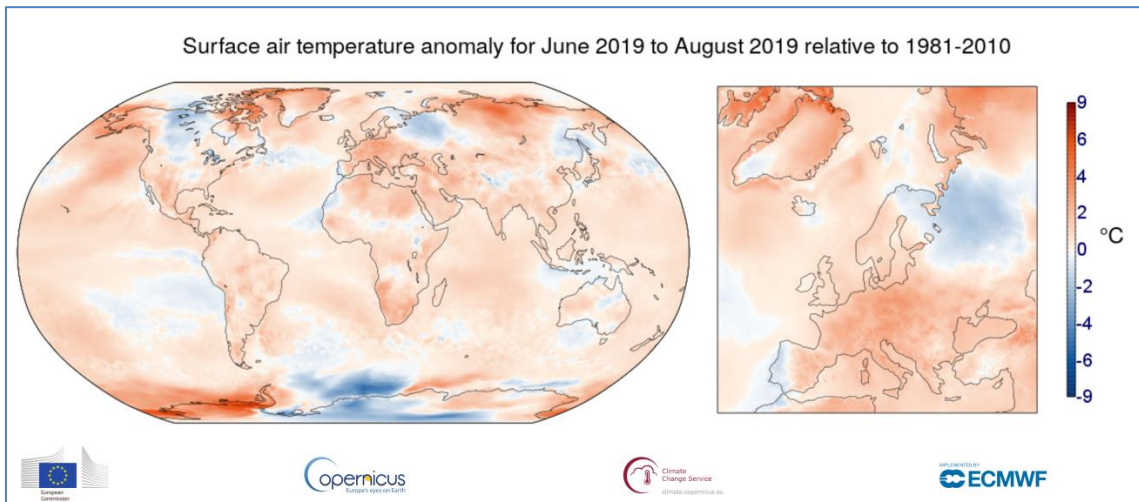 Surface air temperature anomaly for June 2019 to August 2019 relative to 1981-2010
9
6
4
2
0
-2
-4
-6
-9
°C
European
Commission
Copernicus
Europe's eyes on Earth
Climate
Change Service
climate.copernicus.eu
IMPLEMENTED BY
ECMWF